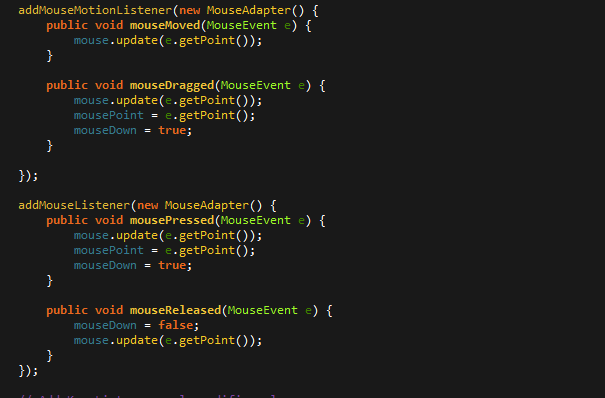 addMouseMotionListener(new MouseAdapter() {
    public void mouseMoved(MouseEvent e) {
        mouse.update(e.getPoint());
    }

    public void mouseDragged(MouseEvent e) {
        mouse.update(e.getPoint());
        mousePoint = e.getPoint();
        mouseDown = true;
    }

});

addMouseListener(new MouseAdapter() {
    public void mousePressed(MouseEvent e) {
        mouse.update(e.getPoint());
        mousePoint = e.getPoint();
        mouseDown = true;
    }

    public void mouseReleased(MouseEvent e) {
        mouseDown = false;
        mouse.update(e.getPoint());
    }
});